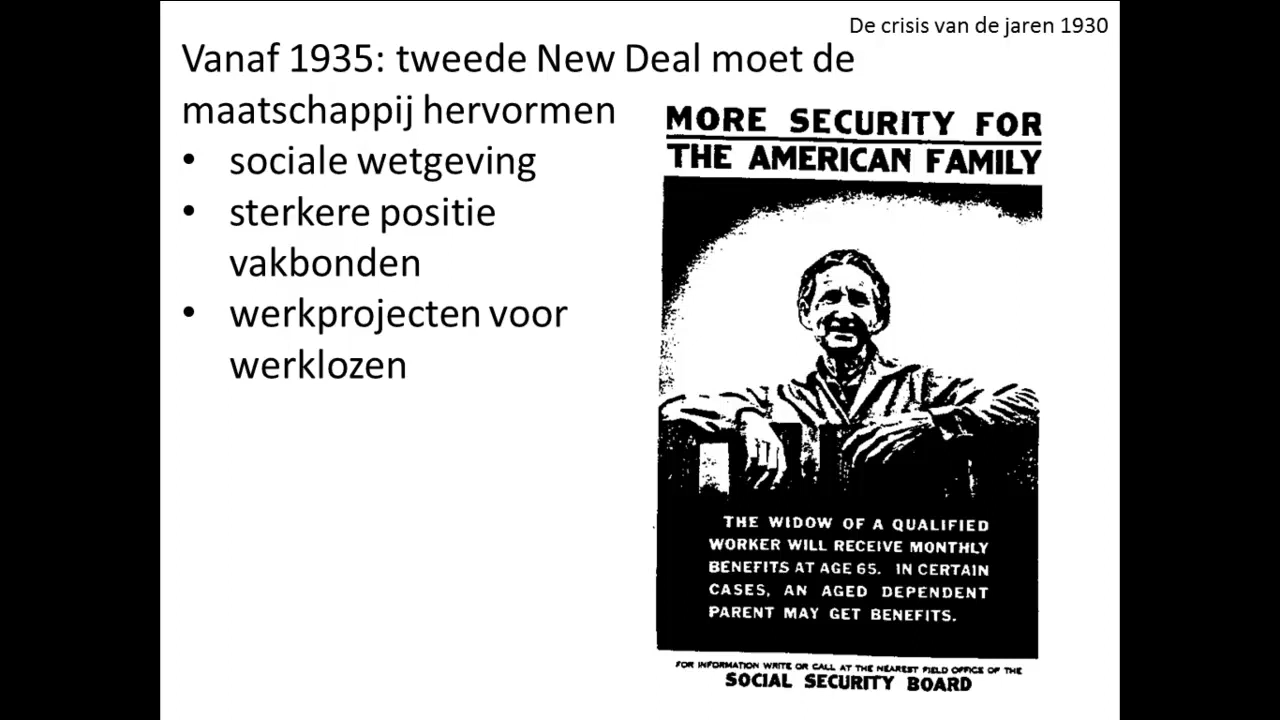 De crisis van de jaren 1930
Vanaf 1935: tweede New Deal moet de
maatschappij hervormen
• sociale wetgeving
• sterkere positie
vakbonden
• werkprojecten voor
werklozen
MORE SECURITY FOR
THE AMERICAN FAMILY
THE WIDOW OF A QUALIFIED
WORKER WILL RECEIVE MONTHLY
BENEFITS AT AGE 65. IN CERTAIN
CASES, AN AGED DEPENDENT
PARENT MAY GET BENEFITS.
FOR INFORMATION WRITE OR CALL AT THE NEAREST FIELD OFFICE OF THE
SOCIAL SECURITY BOARD